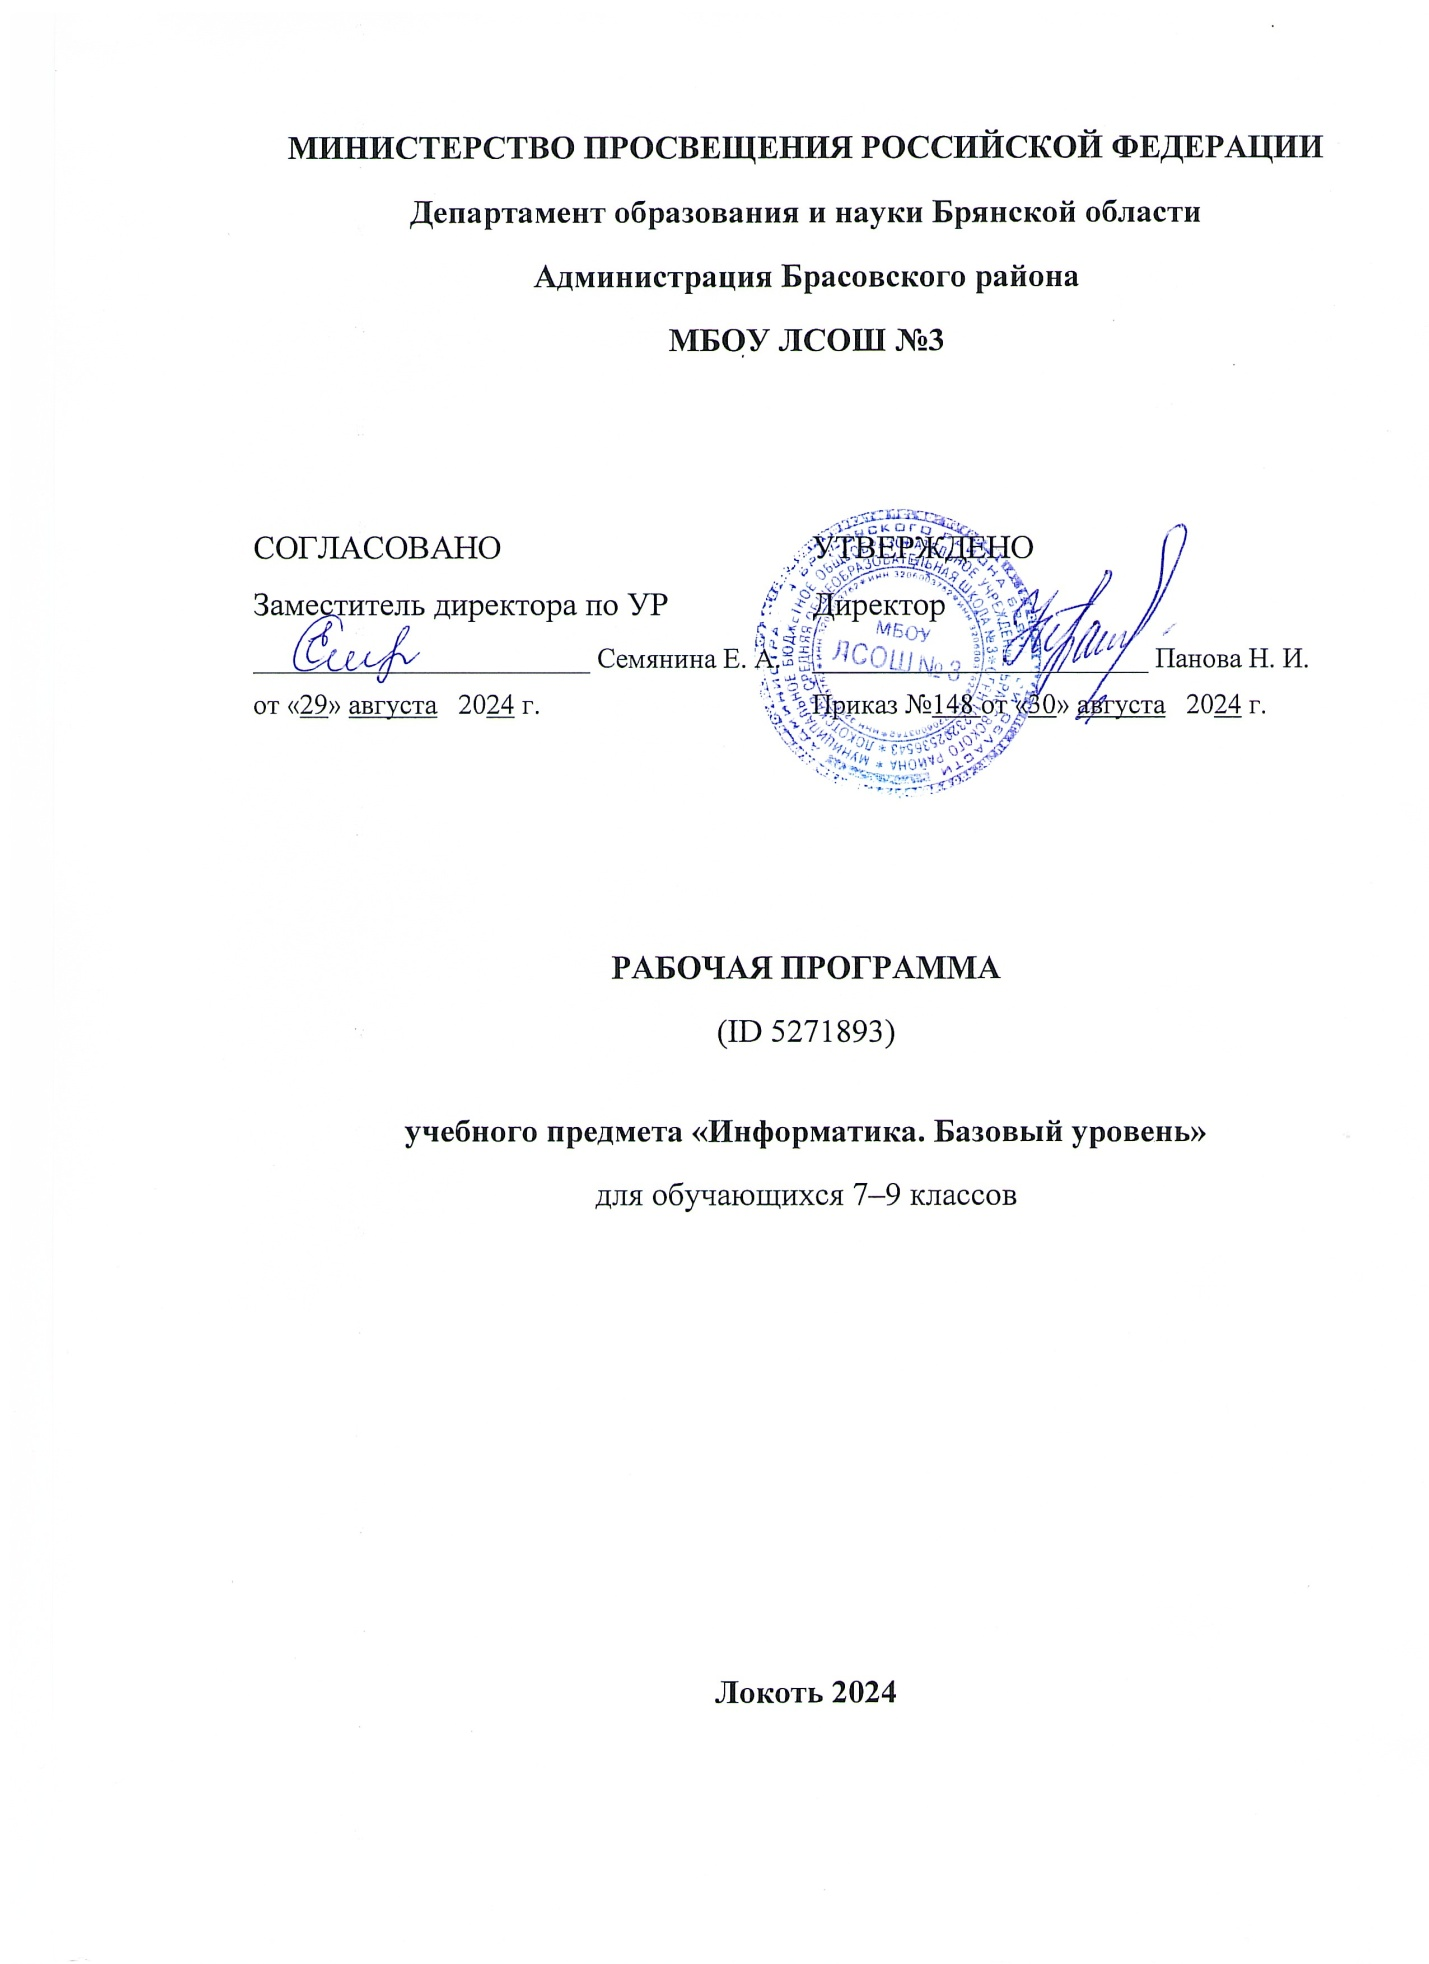 МИНИСТЕРСТВО ПРОСВЕЩЕНИЯ РОССИЙСКОЙ ФЕДЕРАЦИИ
Департамент образования и науки Брянской области
Администрация Брасовского района
МБОУ ЛСОШ №3
СОГЛАСОВАНО
Заместитель директора по УР
Семянина Е. А.
от «29» августа 2024 г.
УТВЕРЖДЕНО
Директор
Панова Н. И.
Приказ №148 от «30» августа 2024 г.
МБОУ
ЛСОШ № 3
РАБОЧАЯ ПРОГРАММА
(ID 5271893)
учебного предмета «Информатика. Базовый уровень»
для обучающихся 7–9 классов
Локоть 2024